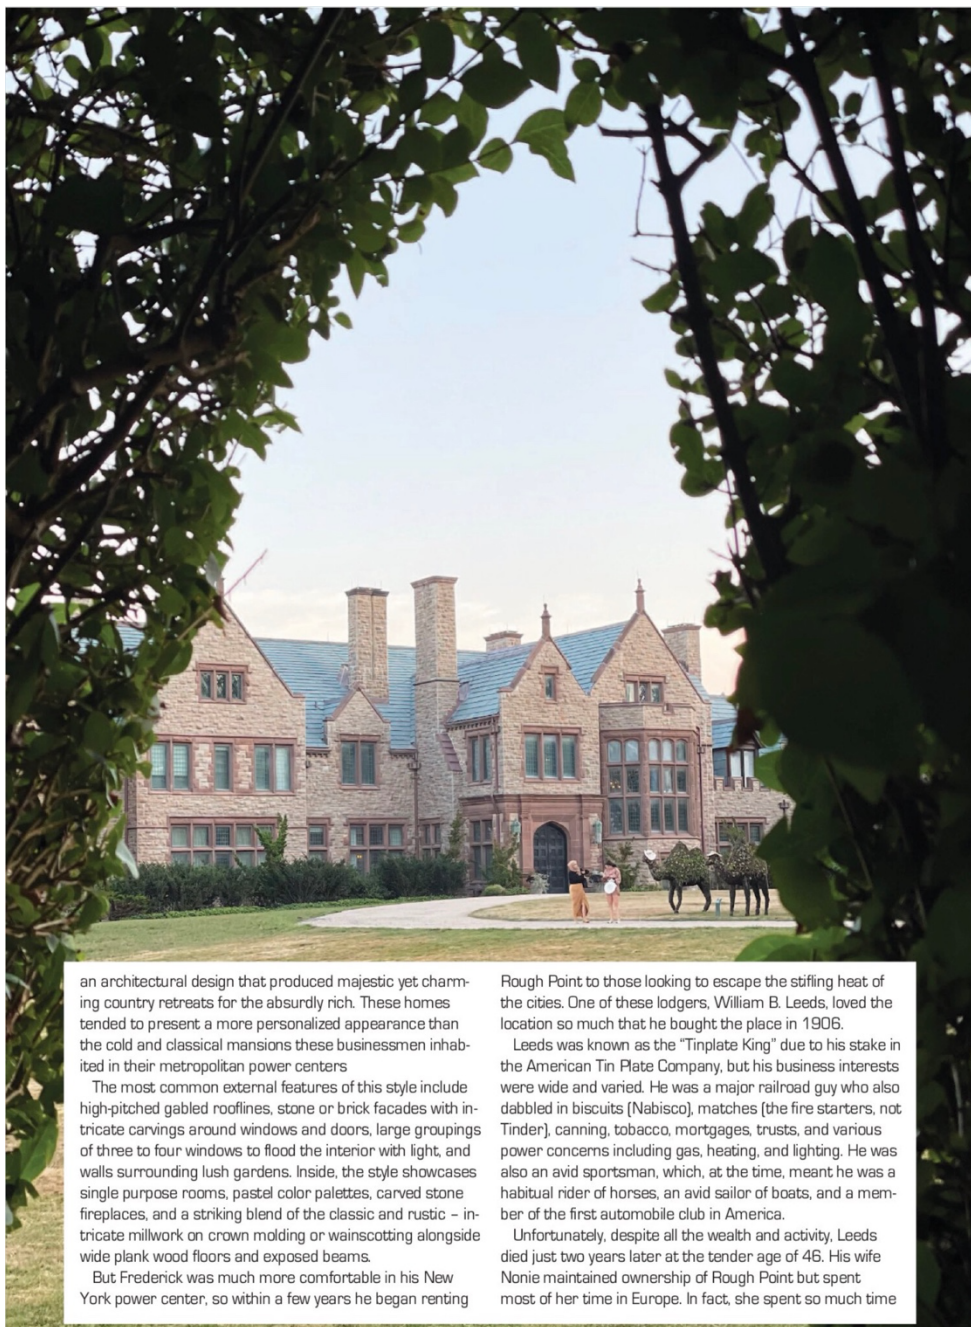 an architectural design that produced majestic yet charm-
ing country retreats for the absurdly rich. These homes
tended to present a more personalized appearance than
the cold and classical mansions these businessmen inhab-
ited in their metropolitan power centers
The most common external features of this style include
high-pitched gabled rooflines, stone or brick facades with in-
tricate carvings around windows and doors, large groupings
of three to four windows to flood the interior with light, and
walls surrounding lush gardens. Inside, the style showcases
single purpose rooms, pastel color palettes, carved stone
fireplaces, and a striking blend of the classic and rustic – in-
tricate millwork on crown molding or wainscotting alongside
wide plank wood floors and exposed beams.
But Frederick was much more comfortable in his New
York power center, so within a few years he began renting
Rough Point to those looking to escape the stifling heat of
the cities. One of these lodgers, William B. Leeds, loved the
location so much that he bought the place in 1906.
Leeds was known as the “Tinplate King” due to his stake in
the American Tin Plate Company, but his business interests
were wide and varied. He was a major railroad guy who also
dabbled in biscuits (Nabisco), matches (the fire starters, not
Tinder), canning, tobacco, mortgages, trusts, and various
power concerns including gas, heating, and lighting. He was
also an avid sportsman, which, at the time, meant he was a
habitual rider of horses, an avid sailor of boats, and a mem-
ber of the first automobile club in America.
Unfortunately, despite all the wealth and activity, Leeds
died just two years later at the tender age of 46. His wife
Nonie maintained ownership of Rough Point but spent
most of her time in Europe. In fact, she spent so much time